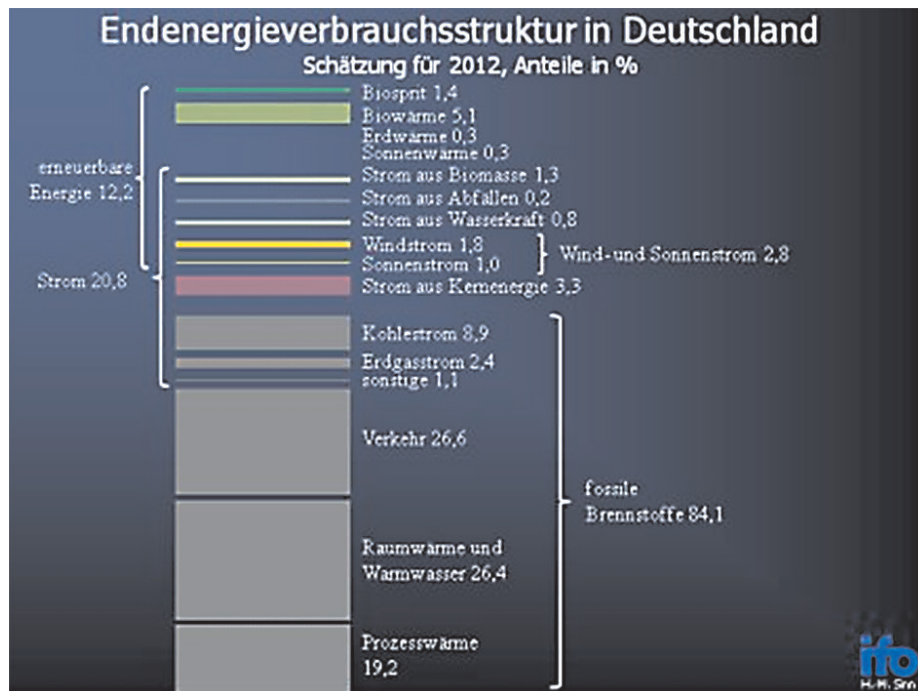 Endenergieverbrauchsstruktur in Deutschland
Schätzung für 2012, Anteile in %
Biosprit 1,4
Biowärme 5,1
Erdwärme 0,3
Sonnenwärme 0,3
erneuerbare
Energie 12,2
Strom aus Biomasse 1,3
Strom aus Abfällen 0,2
Strom aus Wasserkraft 0,8
Windstrom 1,8
Sonnenstrom 1,0
Wind-und Sonnenstrom 2,8
Strom 20,8
Strom aus Kernenergie 3,3
Kohlestrom 8,9
Erdgasstrom 2,4
sonstige 1,1
Verkehr 26,6
fossile
Brennstoffe 84,1
Raumwärme und
Warmwasser 26,4
Prozesswärme
19,2
ifo
H.-W. Sinn